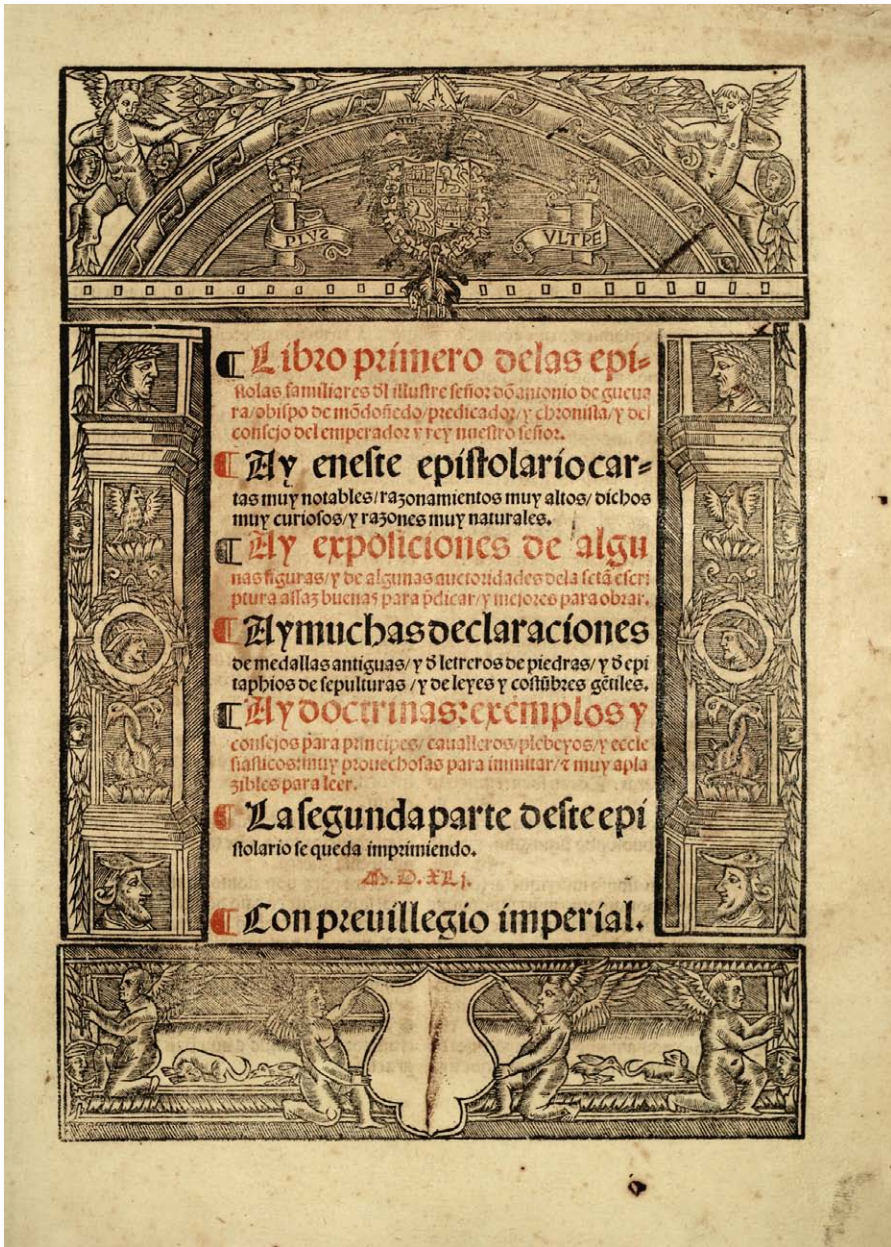 PLVS VLTRE
¶ Libro primero delas epi⸗
stolas familiares dl illustre señor dõ antonio de gueua
ra/obispo de mõdoñedo/predicador/y chronista/y del
consejo del emperador y rey nuestro señor.
¶ Ay eneste epistolario car⸗
tas muy notables/razonamientos muy altos/dichos
muy curiosos/y razones muy naturales.
¶ Ay exposiciones de algu
nas figuras/y de algunas auctoridades dela sctã escri
ptura assaz buenas para p̃dicar/y mejores para obrar.
¶ Ay muchas declaraciones
de medallas antiguas/y d̃ letreros de piedras/y d̃ epi
taphios de sepulturas/y de leyes y costũbres gẽtiles.
¶ Ay doctrinas: exemplos y
consejos para principes/caualleros/plebeyos/y eccle
siasticos: muy prouechosas para immitar/⁊ muy apla
zibles para leer.
¶ La segunda parte deste epi
stolario se queda imprimiendo.
M.D.XLj.
¶ Con preuillegio imperial.